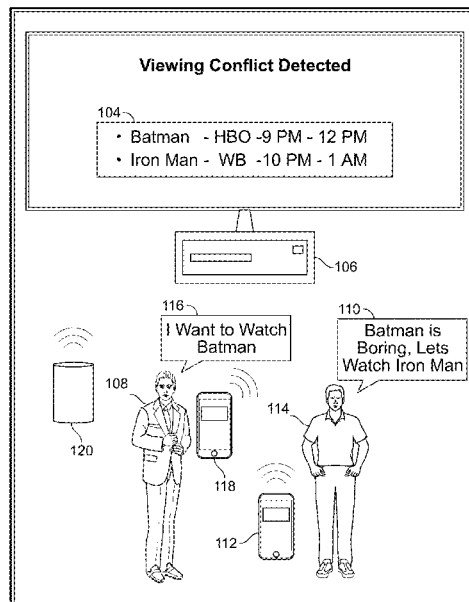 Viewing Conflict Detected
104
• Batman - HBO -9 PM - 12 PM
• Iron Man - WB -10 PM - 1 AM
106
116
I Want to Watch
Batman
110
Batman is
Boring, Lets
Watch Iron Man
108
114
120
118
112